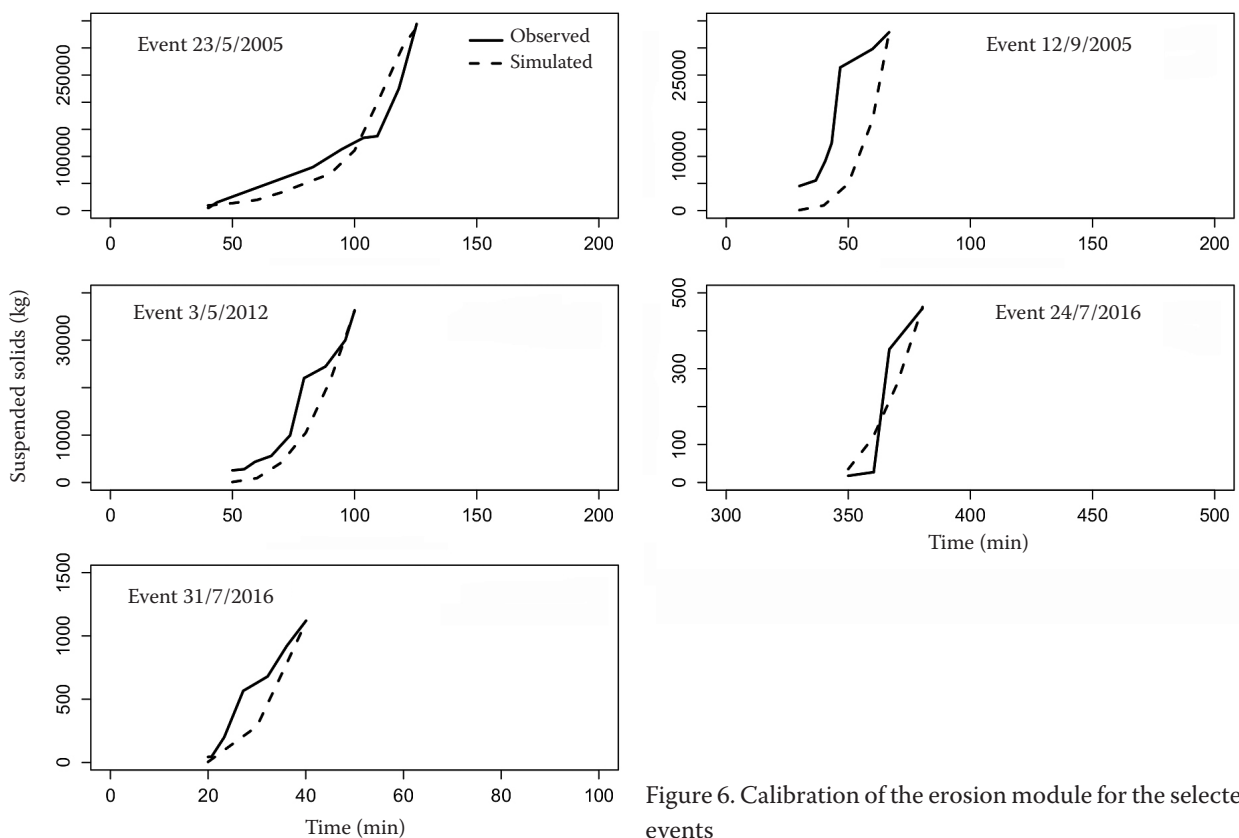 Event 23/5/2005
Observed
Simulated
0
100000
250000
0 50 100 150 200
Event 12/9/2005
0
10000
25000
0 50 100 150 200
Suspended solids (kg)
Event 3/5/2012
0
10000
30000
0 50 100 150 200
Event 24/7/2016
0
100
300
500
300 350 400 450 500
Time (min)
Event 31/7/2016
0
500
1000
1500
0 20 40 60 80 100
Time (min)
Figure 6. Calibration of the erosion module for the selecte
events